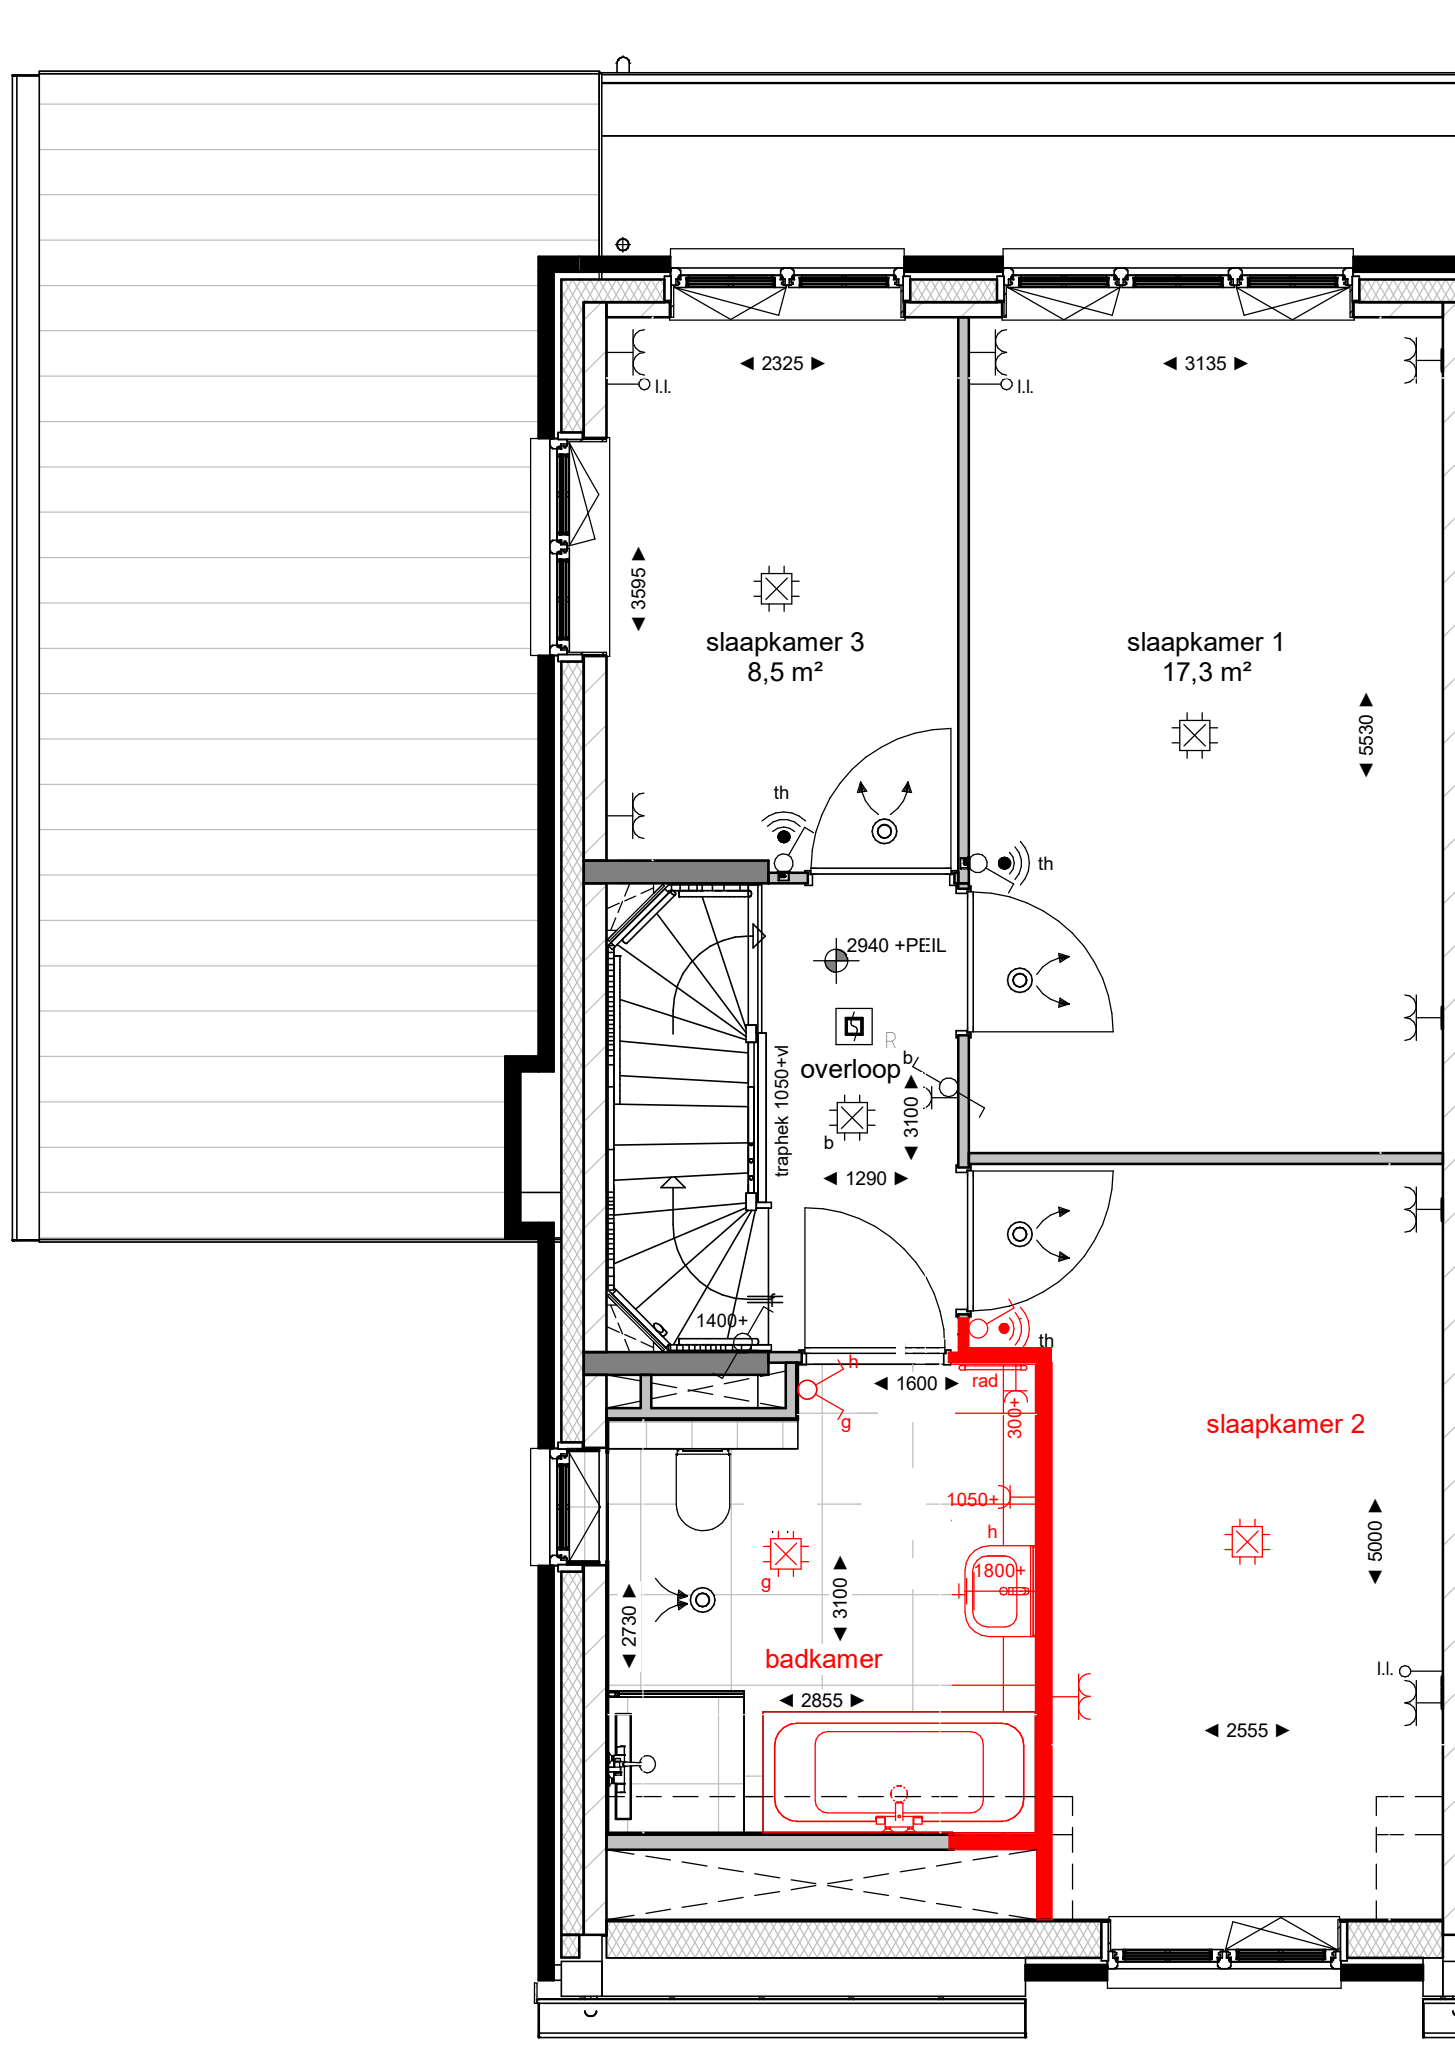 ◄ 2325 ►
◄ 3135 ►
l.l.
l.l.
◄ 3595 ►
slaapkamer 3
8,5 m²
slaapkamer 1
17,3 m²
◄ 5530 ►
th
th
2940 +PEIL
R
overloop
b
traphek 1050+vl
◄ 3100 ►
b
◄ 1290 ►
1400+
th
h
◄ 1600 ►
rad
g
300+
slaapkamer 2
1050+
h
◄ 5000 ►
1800+
g
◄ 2730 ►
◄ 3100 ►
badkamer
l.l.
◄ 2855 ►
◄ 2555 ►